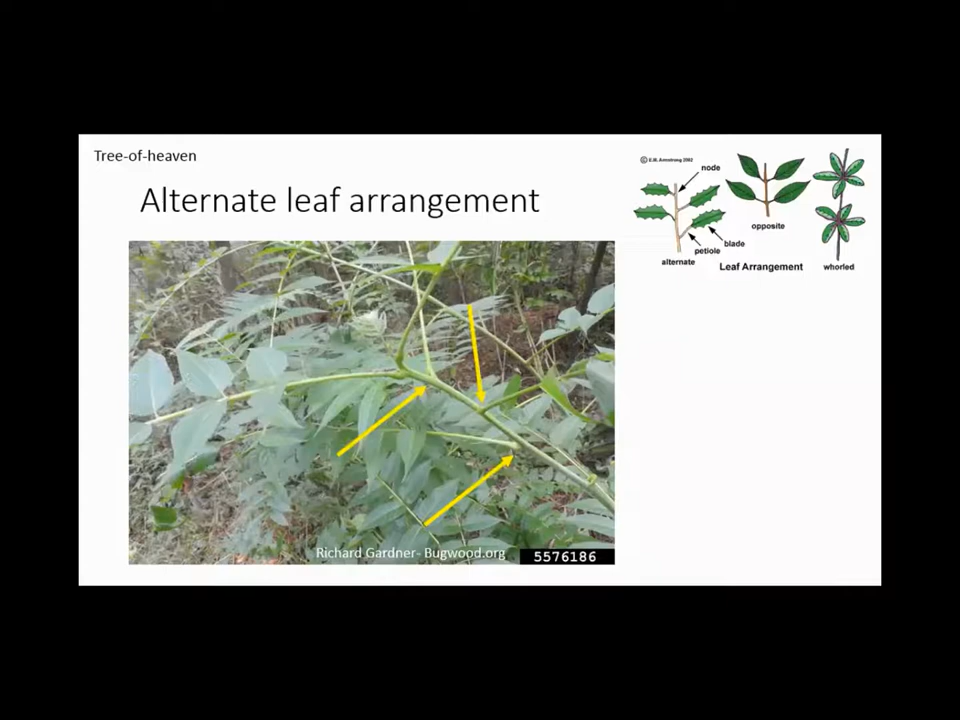 Tree-of-heaven
Alternate leaf arrangement
© E.M. Armstrong 2002
node
opposite
blade
petiole
alternate
Leaf Arrangement
whorled
Richard Gardner- Bugwood.org
5576186